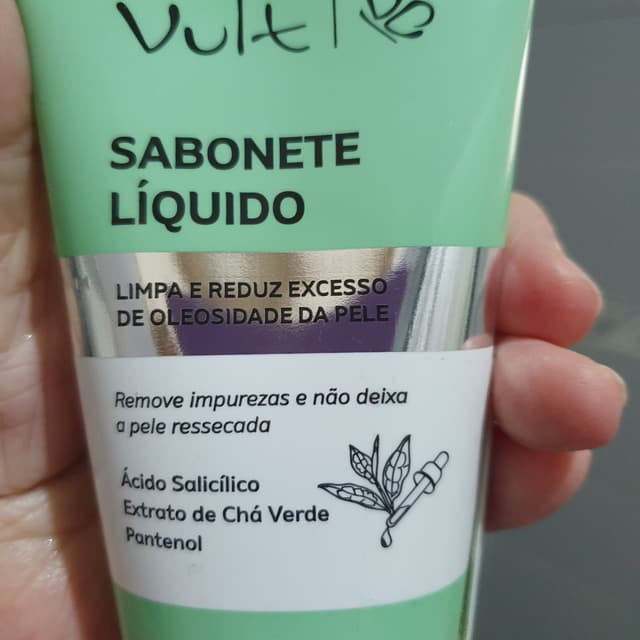 Vult
SABONETE
LÍQUIDO
LIMPA E REDUZ EXCESSO
DE OLEOSIDADE DA PELE
Remove impurezas e não deixa
a pele ressecada
Ácido Salicílico
Extrato de Chá Verde
Pantenol